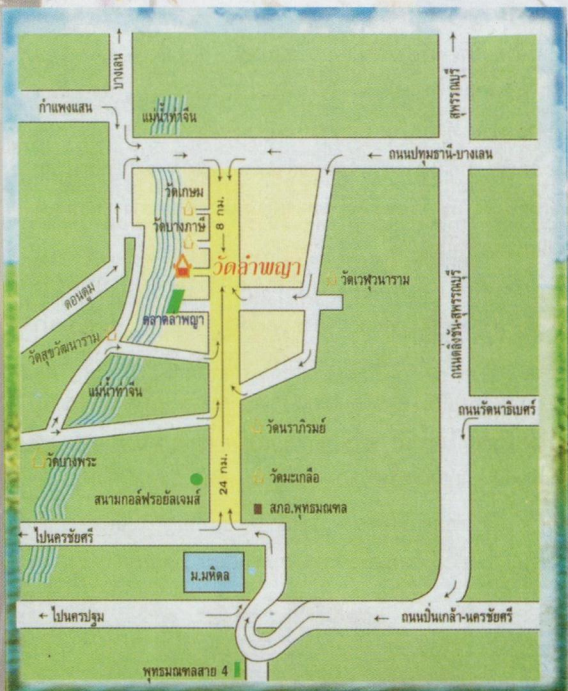 บางเลน
สุพรรณบุรี
กำแพงแสน
แม่น้ำท่าจีน
← ถนนปทุมธานี-บางเลน
วัดเกษม
8 กม.
วัดบางภาษี
วัดลำพญา
วัดเวฬุวนาราม
ดอนตูม
ตลาดลำพญา
วัดสุขวัฒนาราม
ถนนตลิ่งชัน-สุพรรณบุรี
แม่น้ำท่าจีน
ถนนรัตนาธิเบศร์
วัดนราภิรมย์
วัดบางพระ
24 กม.
วัดมะเกลือ
สนามกอล์ฟรอยัลเจมส์
สภอ.พุทธมณฑล
← ไปนครชัยศรี
ม.มหิดล
← ไปนครปฐม
← ถนนปิ่นเกล้า-นครชัยศรี
พุทธมณฑลสาย 4